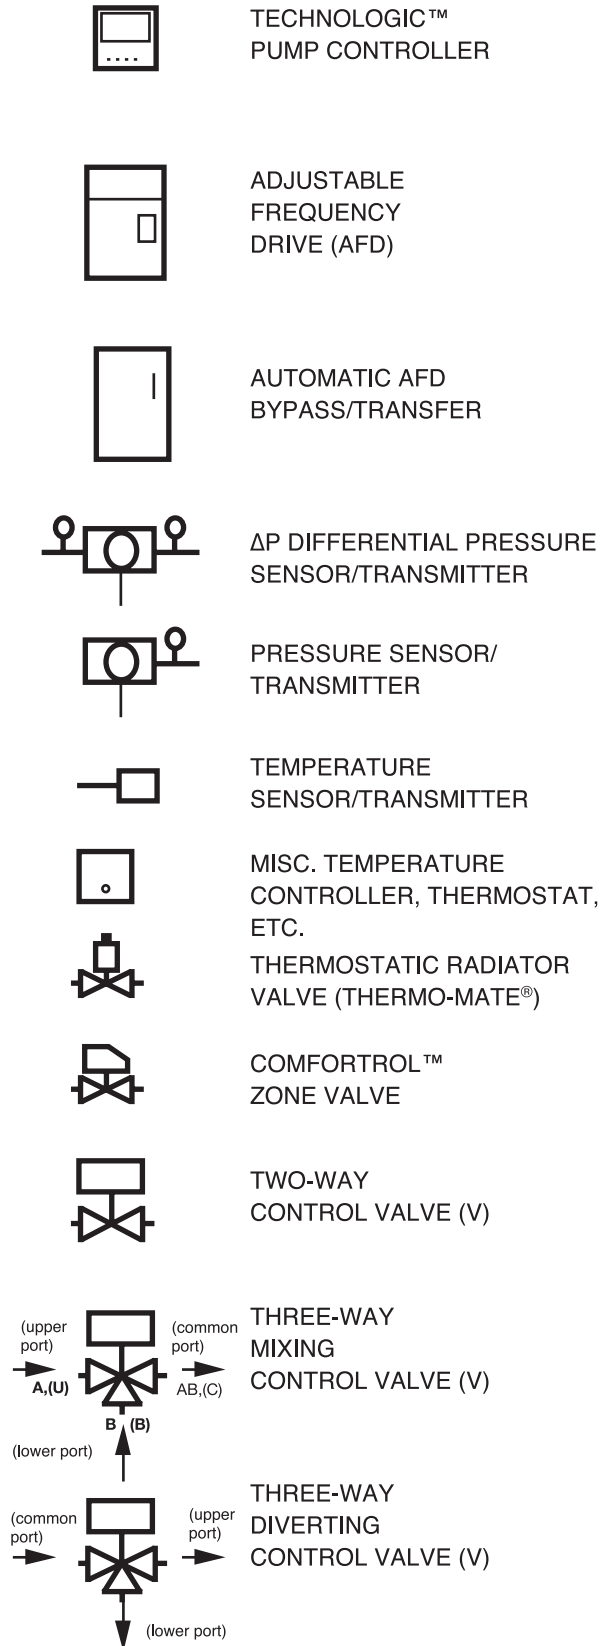 TECHNOLOGIC™
PUMP CONTROLLER
ADJUSTABLE
FREQUENCY
DRIVE (AFD)
AUTOMATIC AFD
BYPASS/TRANSFER
ΔP DIFFERENTIAL PRESSURE
SENSOR/TRANSMITTER
PRESSURE SENSOR/
TRANSMITTER
TEMPERATURE
SENSOR/TRANSMITTER
MISC. TEMPERATURE
CONTROLLER, THERMOSTAT,
ETC.
THERMOSTATIC RADIATOR
VALVE (THERMO-MATE®)
COMFORTROL™
ZONE VALVE
TWO-WAY
CONTROL VALVE (V)
(upper
port)
A,(U)
(common
port)
AB,(C)
B (B)
(lower port)
THREE-WAY
MIXING
CONTROL VALVE (V)
(common
port)
(upper
port)
(lower port)
THREE-WAY
DIVERTING
CONTROL VALVE (V)